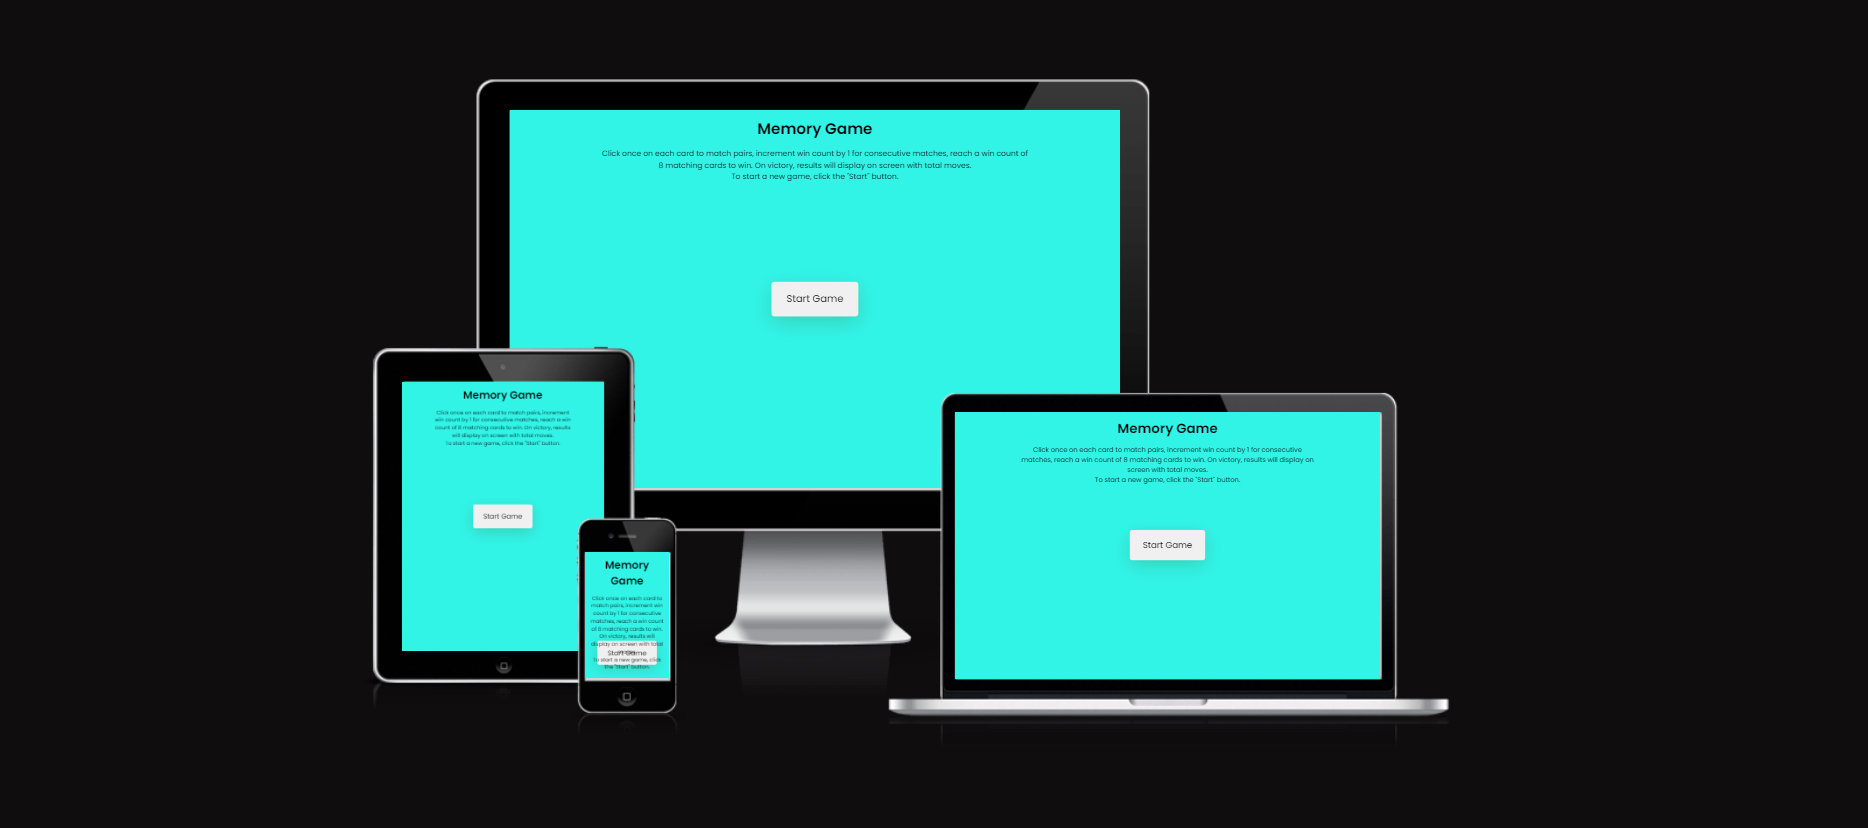 Memory Game
Click once on each card to match pairs, increment win count by 1 for consecutive matches, reach a win count of
8 matching cards to win. On victory, results will display on screen with total moves.
To start a new game, click the "Start" button.
Start Game
Memory Game
Click once on each card to match pairs, increment
win count by 1 for consecutive matches, reach a win
count of 8 matching cards to win. On victory, results
will display on screen with total moves.
To start a new game, click the "Start" button.
Start Game
Memory
Game
Click once on each card to
match pairs, increment win
count by 1 for consecutive
matches, reach a win count
of 8 matching cards to win.
On victory, results will
display on screen with total
Start Game
To start a new game, click
the "Start" button.
Memory Game
Click once on each card to match pairs, increment win count by 1 for consecutive
matches, reach a win count of 8 matching cards to win. On victory, results will display on
screen with total moves.
To start a new game, click the "Start" button.
Start Game